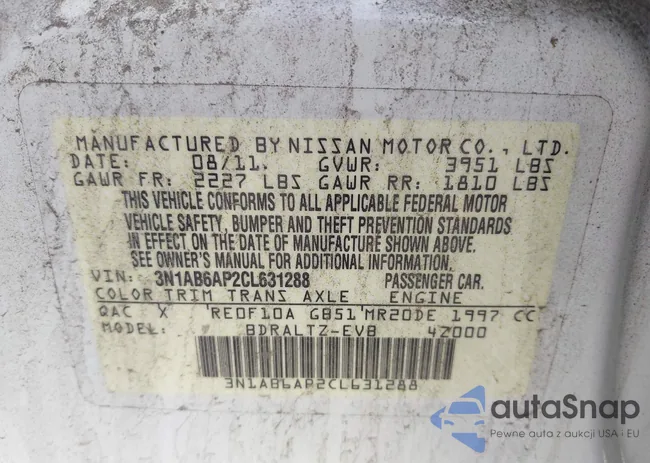 MANUFACTURED BY NISSAN MOTOR CO., LTD.
DATE: 08/11. GVWR: 3951 LBS
GAWR FR: 2227 LBS GAWR RR: 1810 LBS
THIS VEHICLE CONFORMS TO ALL APPLICABLE FEDERAL MOTOR
VEHICLE SAFETY, BUMPER AND THEFT PREVENTION STANDARDS
IN EFFECT ON THE DATE OF MANUFACTURE SHOWN ABOVE.
SEE OWNER'S MANUAL FOR ADDITIONAL INFORMATION.
VIN: 3N1AB6AP2CL631288 PASSENGER CAR.
COLOR TRIM TRANS AXLE ENGINE
QAC X RE0F10A GB51 MR20DE 1997 CC
MODEL: BDRALTZ-EVB 4Z000
3N1AB6AP2CL631288
autaSnap
Pewne auta z aukcji USA i EU